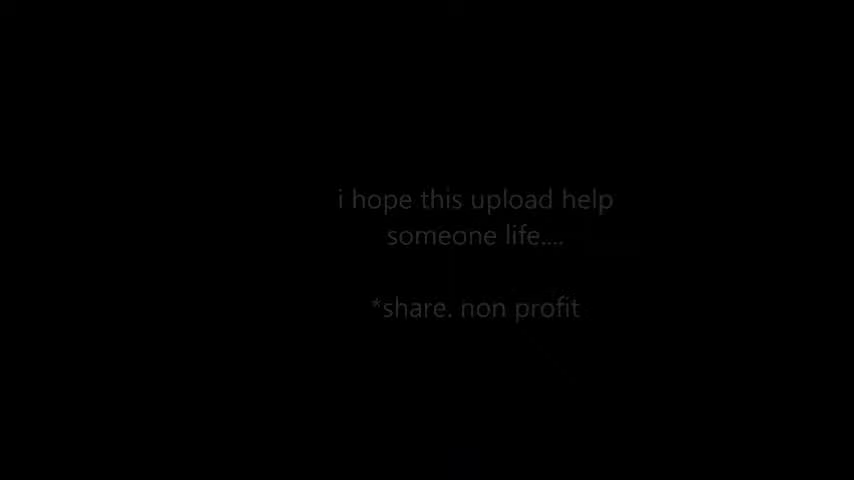 i hope this upload help
someone life....
*share. non profit